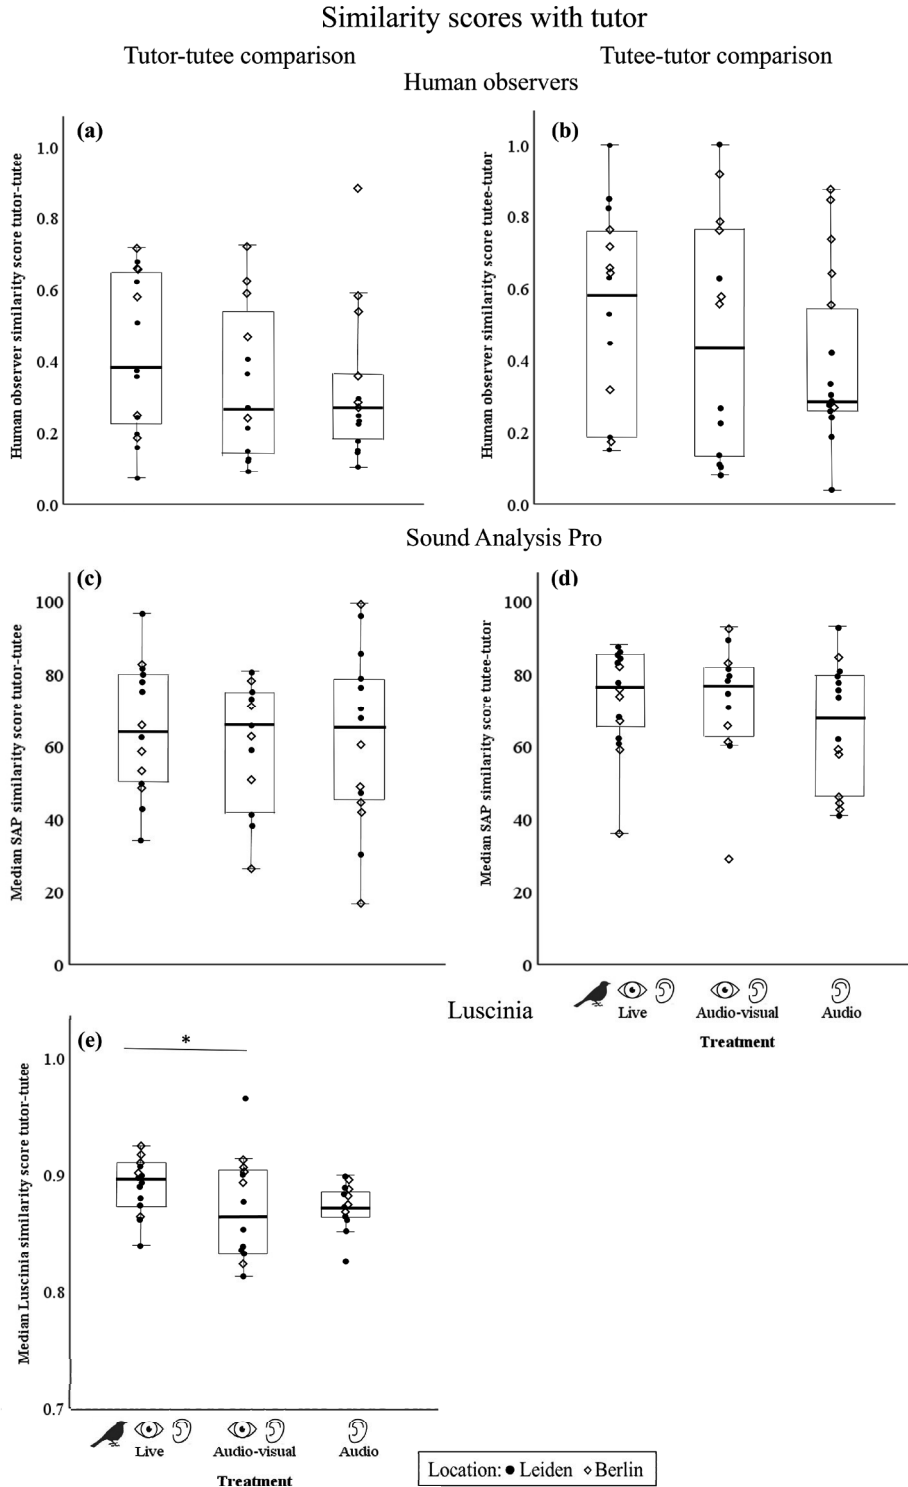 Similarity scores with tutor
Tutor-tutee comparison
Tutee-tutor comparison
Human observers
(a)
Human observer similarity score tutor-tutee
1.0
0.8
0.6
0.4
0.2
0.0
(b)
Human observer similarity score tutee-tutor
1.0
0.8
0.6
0.4
0.2
0.0
Sound Analysis Pro
(c)
Median SAP similarity score tutor-tutee
100
80
60
40
20
0
(d)
Median SAP similarity score tutee-tutor
100
80
60
40
20
0
Live
Audio-visual
Audio
Treatment
Luscinia
(e)
*
Median Luscinia similarity score tutor-tutee
1.0
0.9
0.8
0.7
Live
Audio-visual
Audio
Treatment
Location: Leiden Berlin